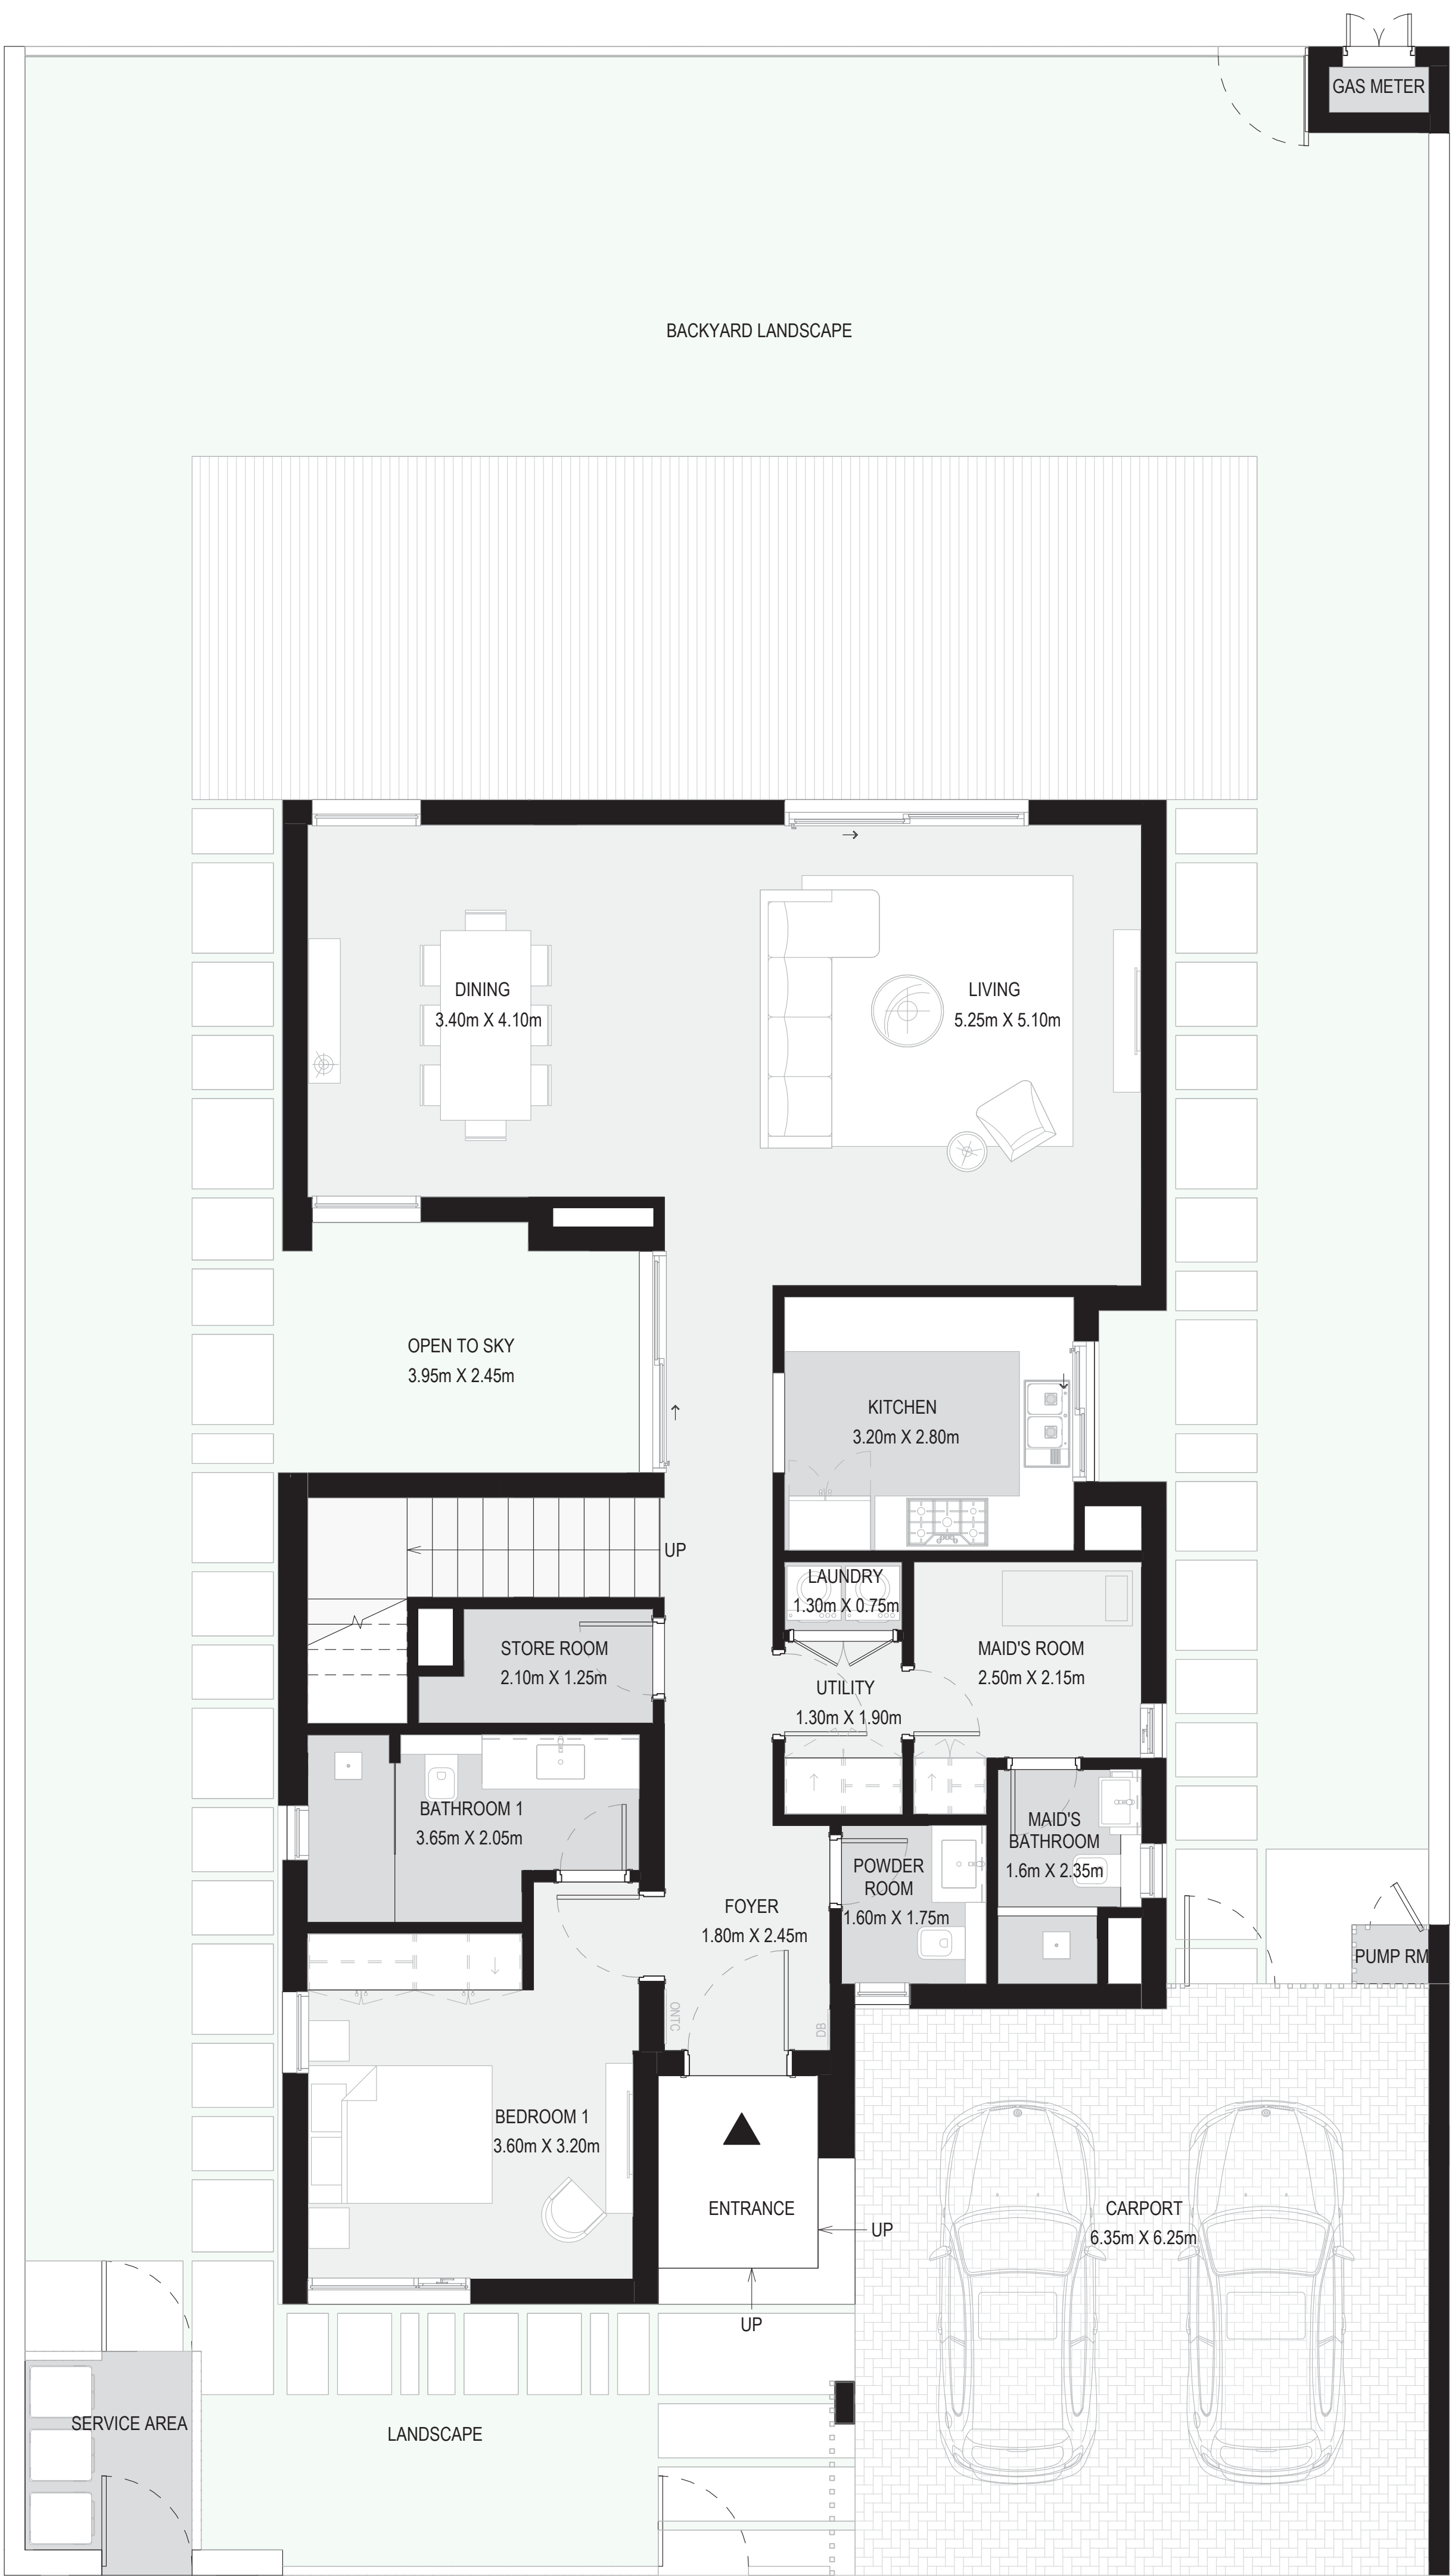 GAS METER
BACKYARD LANDSCAPE
DINING
3.40m X 4.10m
LIVING
5.25m X 5.10m
OPEN TO SKY
3.95m X 2.45m
KITCHEN
3.20m X 2.80m
UP
LAUNDRY
1.30m X 0.75m
STORE ROOM
2.10m X 1.25m
MAID'S ROOM
2.50m X 2.15m
UTILITY
1.30m X 1.90m
BATHROOM 1
3.65m X 2.05m
MAID'S
BATHROOM
1.6m X 2.35m
POWDER
ROOM
1.60m X 1.75m
FOYER
1.80m X 2.45m
PUMP RM
ONTC
DB
BEDROOM 1
3.60m X 3.20m
ENTRANCE
UP
CARPORT
6.35m X 6.25m
UP
SERVICE AREA
LANDSCAPE